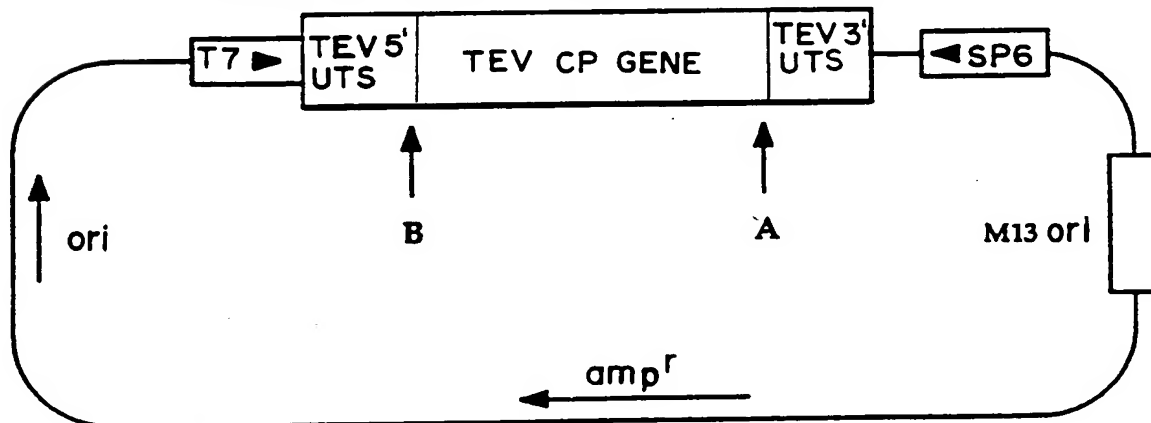 T7
TEV 5'
UTS
TEV CP GENE
TEV 3'
UTS
SP6
B
A
ori
M13 ori
amp^r